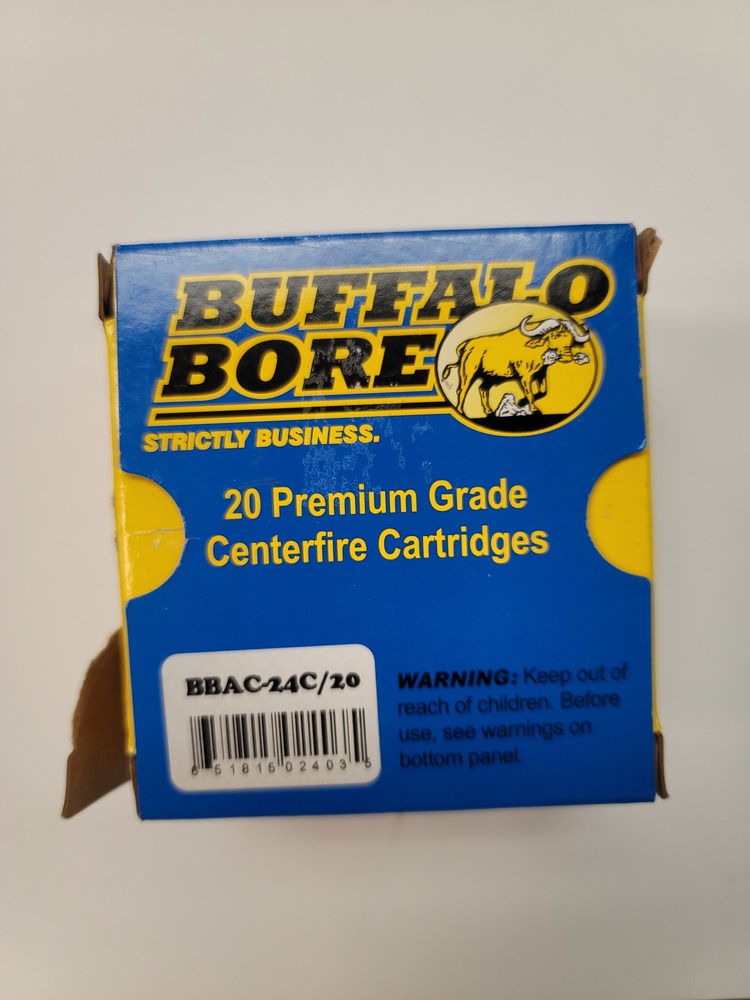 BUFFALO
BORE
STRICTLY BUSINESS.
20 Premium Grade
Centerfire Cartridges
BBAC-24C/20
6 51815 02403 5
WARNING: Keep out of
reach of children. Before
use, see warnings on
bottom panel.